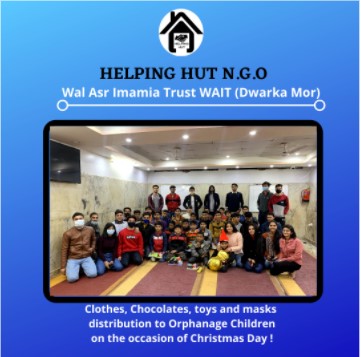 HELPING HUT N.G.O
Wal Asr Imamia Trust WAIT (Dwarka Mor)
Clothes, Chocolates, toys and masks
distribution to Orphanage Children
on the occasion of Christmas Day !